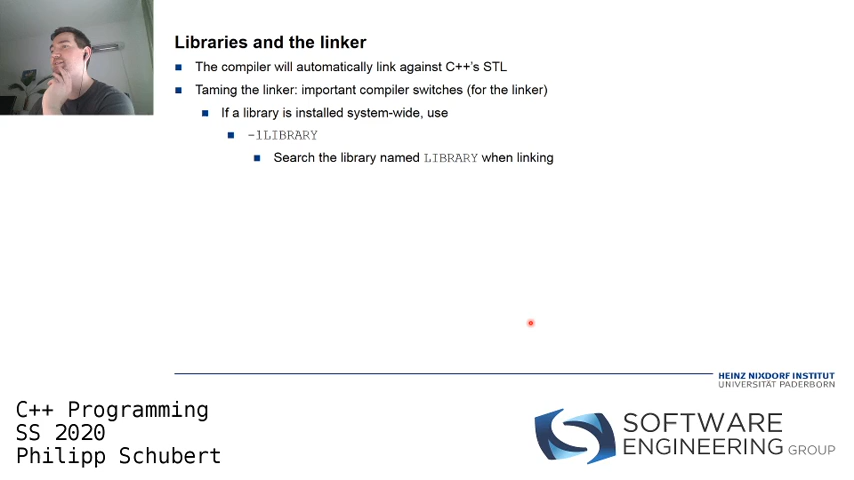 Libraries and the linker
The compiler will automatically link against C++'s STL
Taming the linker: important compiler switches (for the linker)
If a library is installed system-wide, use
-lLIBRARY
Search the library named LIBRARY when linking
HEINZ NIXDORF INSTITUT
UNIVERSITÄT PADERBORN
C++ Programming
SS 2020
Philipp Schubert
SOFTWARE
ENGINEERING GROUP